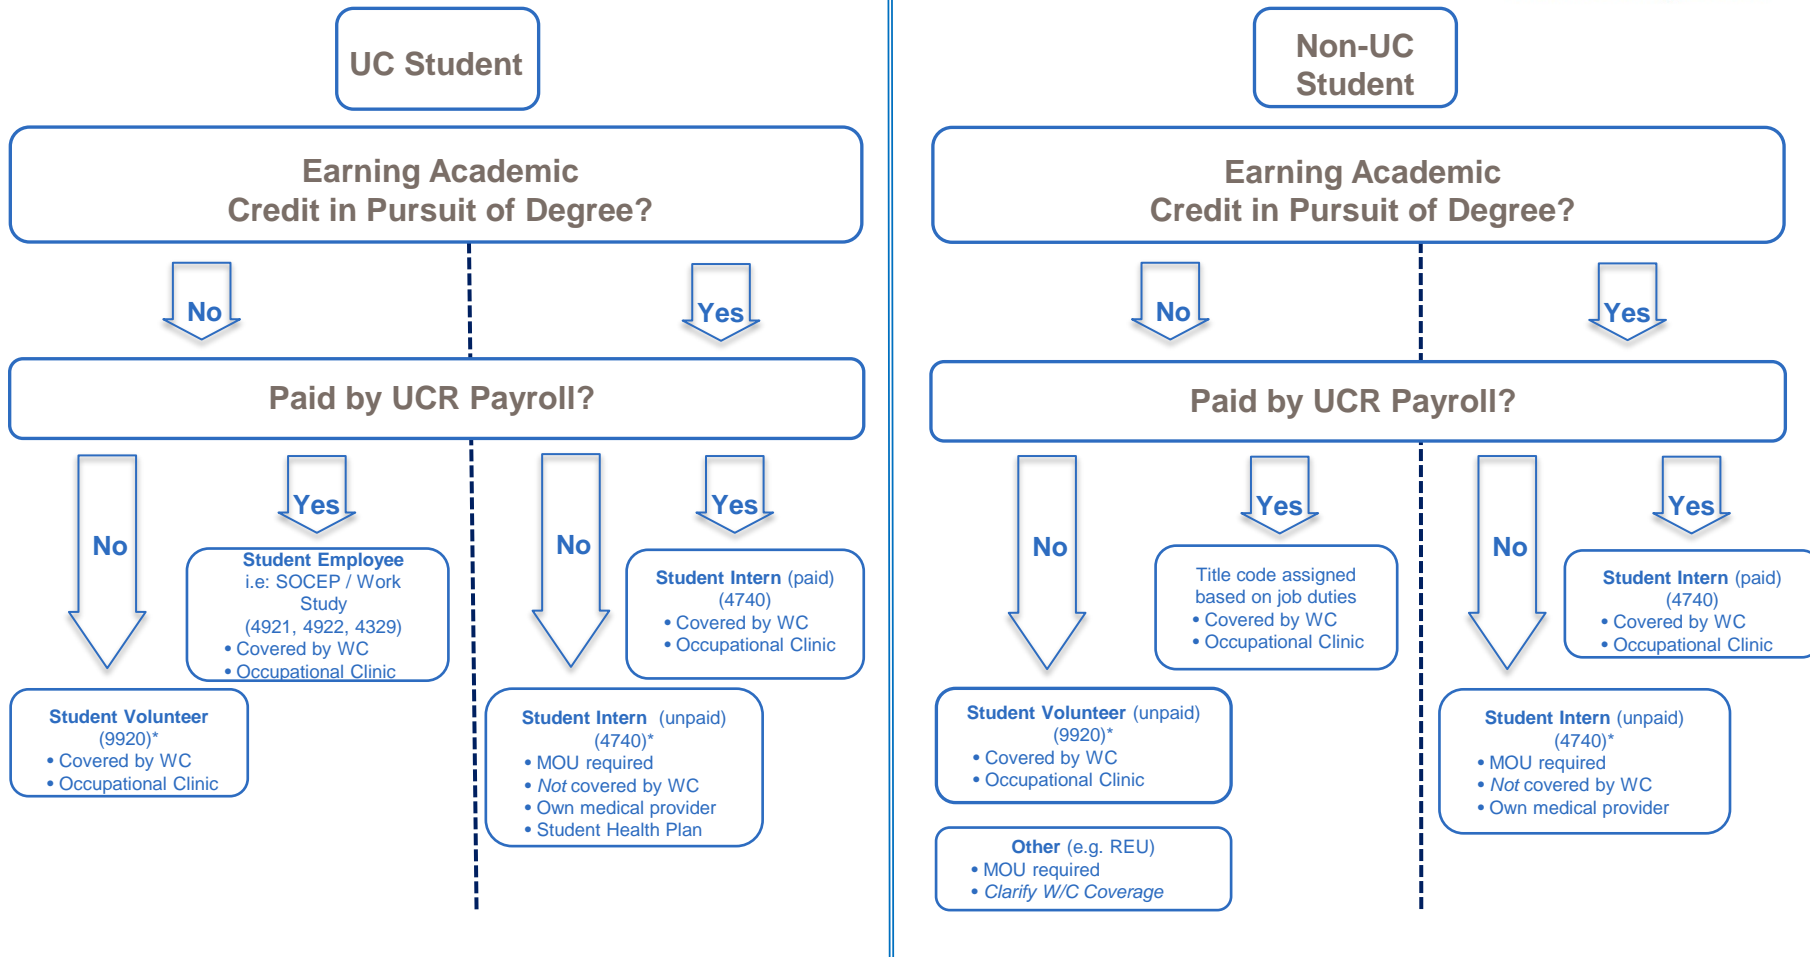 UC Student
Earning Academic
Credit in Pursuit of Degree?
No
Yes
Paid by UCR Payroll?
No
Yes
No
Yes
Student Employee
i.e: SOCEP / Work
Study
(4921, 4922, 4329)
• Covered by WC
• Occupational Clinic
Student Intern (paid)
(4740)
• Covered by WC
• Occupational Clinic
Student Volunteer
(9920)*
• Covered by WC
• Occupational Clinic
Student Intern (unpaid)
(4740)*
• MOU required
• Not covered by WC
• Own medical provider
• Student Health Plan
Non-UC
Student
Earning Academic
Credit in Pursuit of Degree?
No
Yes
Paid by UCR Payroll?
No
Yes
No
Yes
Title code assigned
based on job duties
• Covered by WC
• Occupational Clinic
Student Intern (paid)
(4740)
• Covered by WC
• Occupational Clinic
Student Volunteer (unpaid)
(9920)*
• Covered by WC
• Occupational Clinic
Student Intern (unpaid)
(4740)*
• MOU required
• Not covered by WC
• Own medical provider
Other (e.g. REU)
• MOU required
• Clarify W/C Coverage